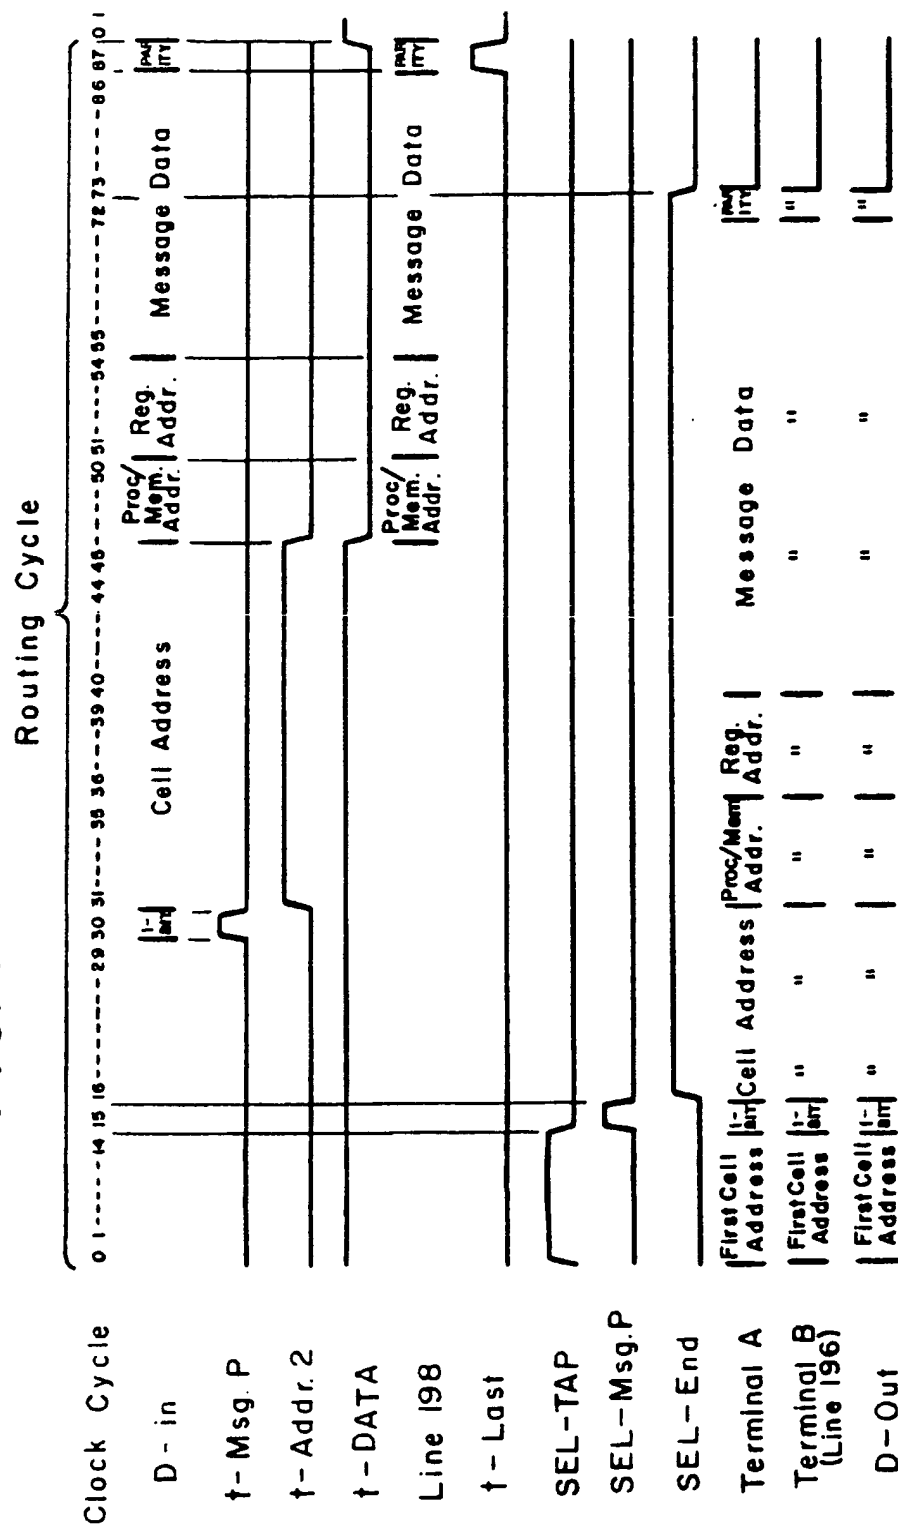 Routing Cycle
Clock Cycle 0 1 ---- 14 15 16 ------- 29 30 31 ---- 35 36 --- 39 40 ---- 44 45 ---- 50 51 --- 54 55 ------ 72 73 ----- 86 87 0 1
D-in |1-BIT| Cell Address |Proc/Mem. Addr.| Reg. Addr. | Message Data |PARITY|
t-Msg. P
t-Addr. 2
t-DATA
Line 198 |Proc/Mem. Addr.| Reg. Addr. | Message Data |PARITY|
t-Last
SEL-TAP
SEL-Msg. P
SEL-End
Terminal A |First Cell Address |1-BIT| Cell Address |Proc/Mem Addr. | Reg. Addr. | Message Data |PARITY|
Terminal B (Line 196) |First Cell Address |1-BIT| " " | " | " | " " " |"|
D-Out |First Cell Address |1-BIT| " " | " | " | " " " |"|